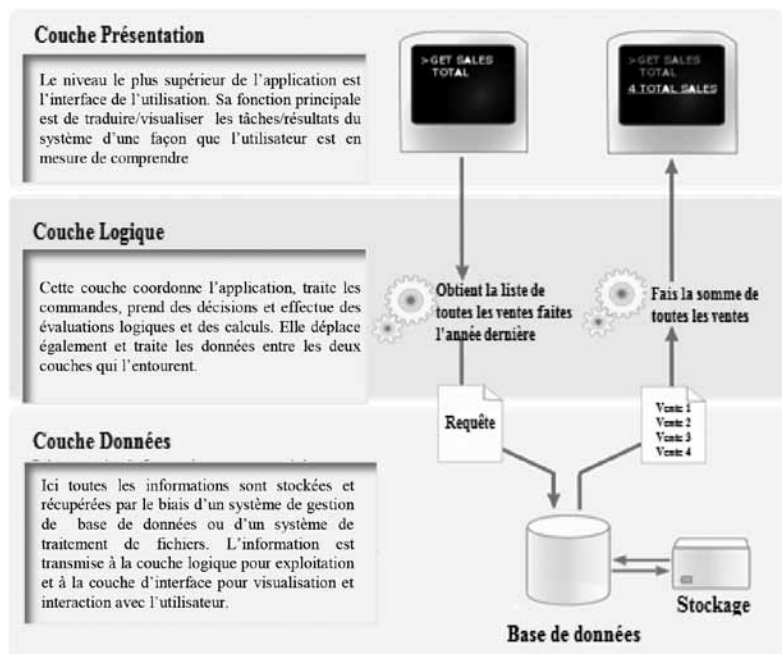 Couche Présentation
Le niveau le plus supérieur de l'application est
l'interface de l'utilisation. Sa fonction principale
est de traduire/visualiser les tâches/résultats du
système d'une façon que l'utilisateur est en
mesure de comprendre
>GET SALES
TOTAL
>GET SALES
TOTAL
4 TOTAL SALES
Couche Logique
Cette couche coordonne l'application, traite les
commandes, prend des décisions et effectue des
évaluations logiques et des calculs. Elle déplace
également et traite les données entre les deux
couches qui l'entourent.
Obtient la liste de
toutes les ventes faites
l'année dernière
Fais la somme de
toutes les ventes
Requête
Vente 1
Vente 2
Vente 3
Vente 4
Couche Données
Ici toutes les informations sont stockées et
récupérées par le biais d'un système de gestion
de base de données ou d'un système de
traitement de fichiers. L'information est
transmise à la couche logique pour exploitation
et à la couche d'interface pour visualisation et
interaction avec l'utilisateur.
Base de données
Stockage